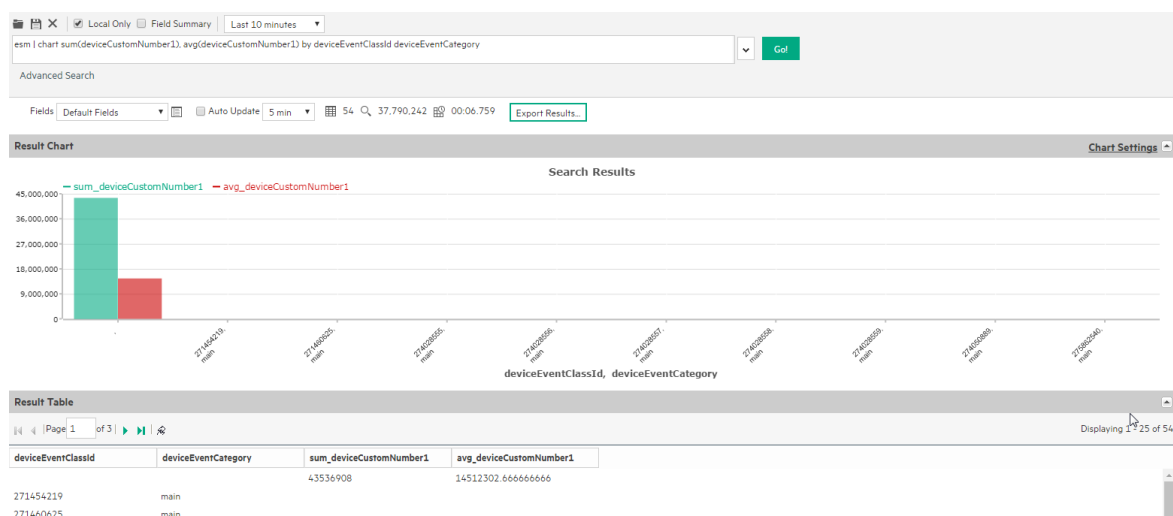 Local Only Field Summary Last 10 minutes
esm | chart sum(deviceCustomNumber1), avg(deviceCustomNumber1) by deviceEventClassId deviceEventCategory
Go!
Advanced Search
Fields Default Fields Auto Update 5 min 54 37,790,242 00:06.759 Export Results...
Result Chart Chart Settings
Search Results
sum_deviceCustomNumber1 avg_deviceCustomNumber1
45,000,000
36,000,000
27,000,000
18,000,000
9,000,000
0
,
271454219, main
271460625, main
274028555, main
274028556, main
274028557, main
274028558, main
274028559, main
274050889, main
275862540, main
deviceEventClassId, deviceEventCategory
Result Table
Page 1 of 3 Displaying 1 - 25 of 54
deviceEventClassId deviceEventCategory sum_deviceCustomNumber1 avg_deviceCustomNumber1
43536908 14512302.666666666
271454219 main
271460625 main